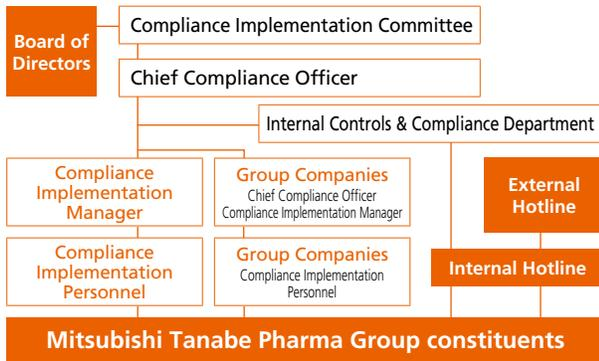 Board of
Directors
Compliance Implementation Committee
Chief Compliance Officer
Internal Controls & Compliance Department
Compliance
Implementation
Manager
Group Companies
Chief Compliance Officer
Compliance Implementation Manager
External
Hotline
Compliance
Implementation
Personnel
Group Companies
Compliance Implementation
Personnel
Internal Hotline
Mitsubishi Tanabe Pharma Group constituents